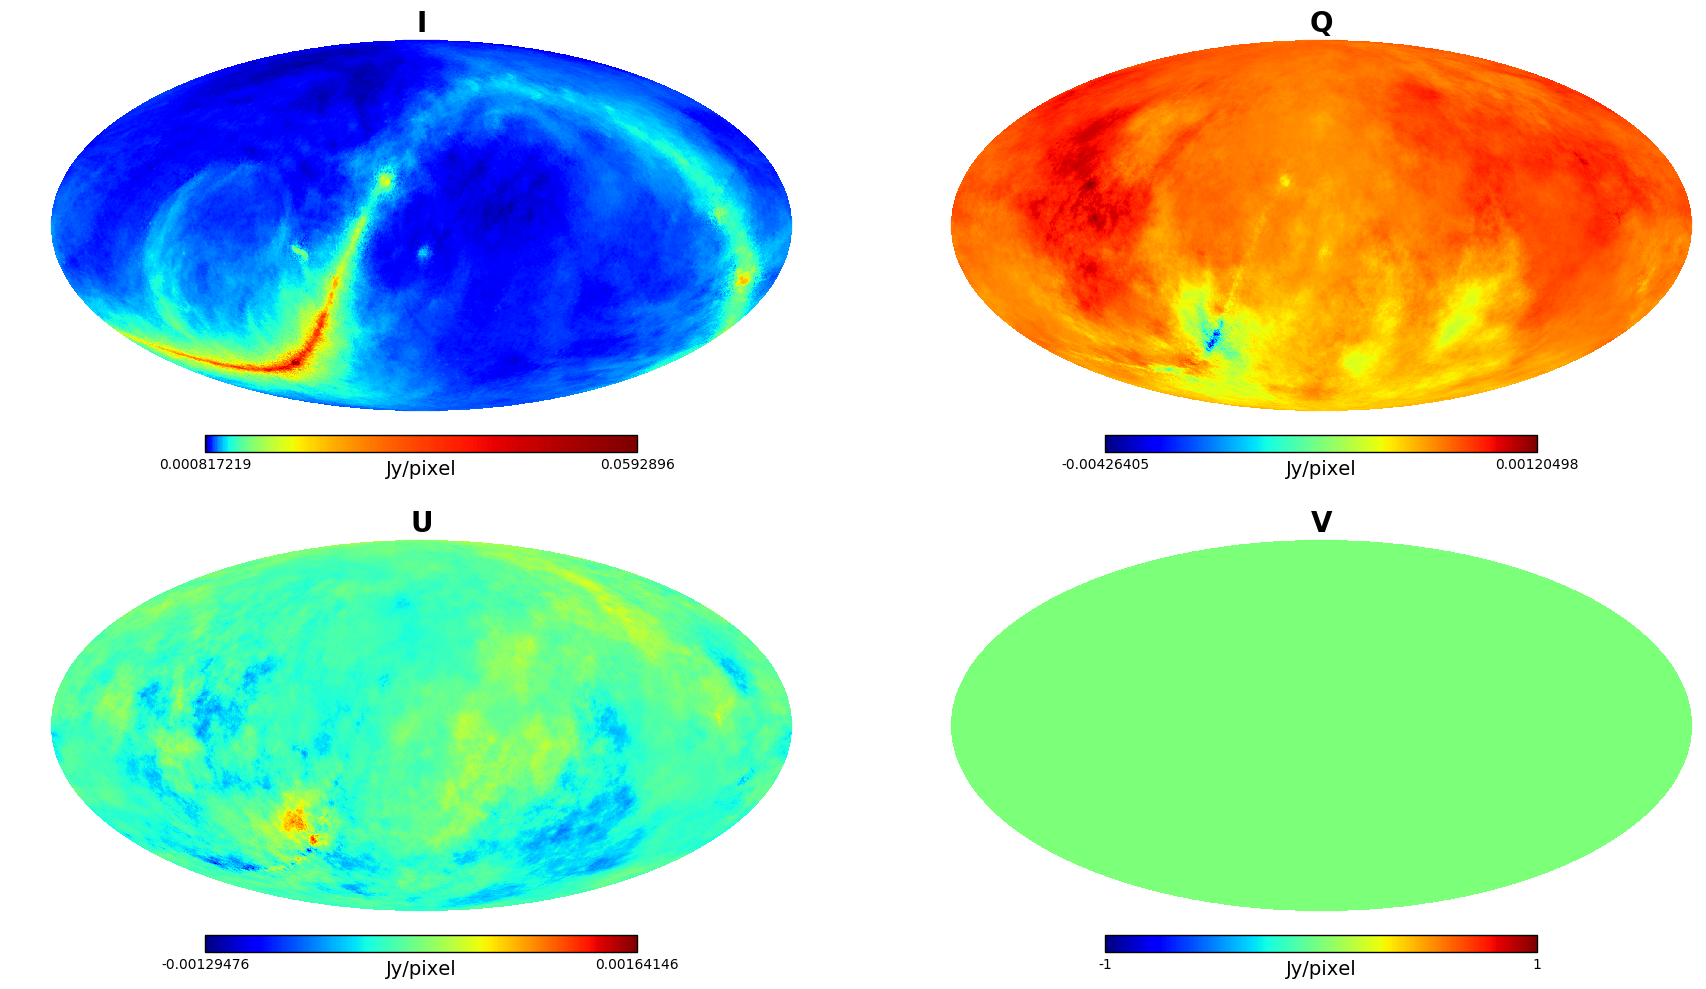 I
Q
0.000817219
0.0592896
Jy/pixel
-0.00426405
0.00120498
Jy/pixel
U
V
-0.00129476
0.00164146
Jy/pixel
-1
1
Jy/pixel